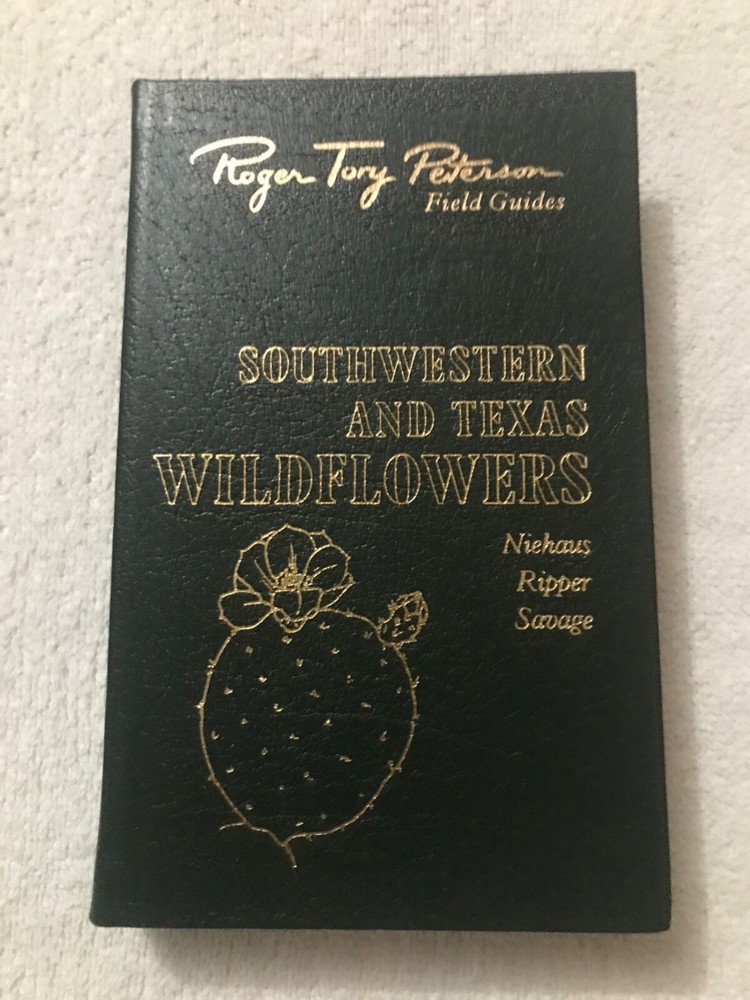 Roger Tory Peterson
Field Guides
SOUTHWESTERN
AND TEXAS
WILDFLOWERS
Niehaus
Ripper
Savage